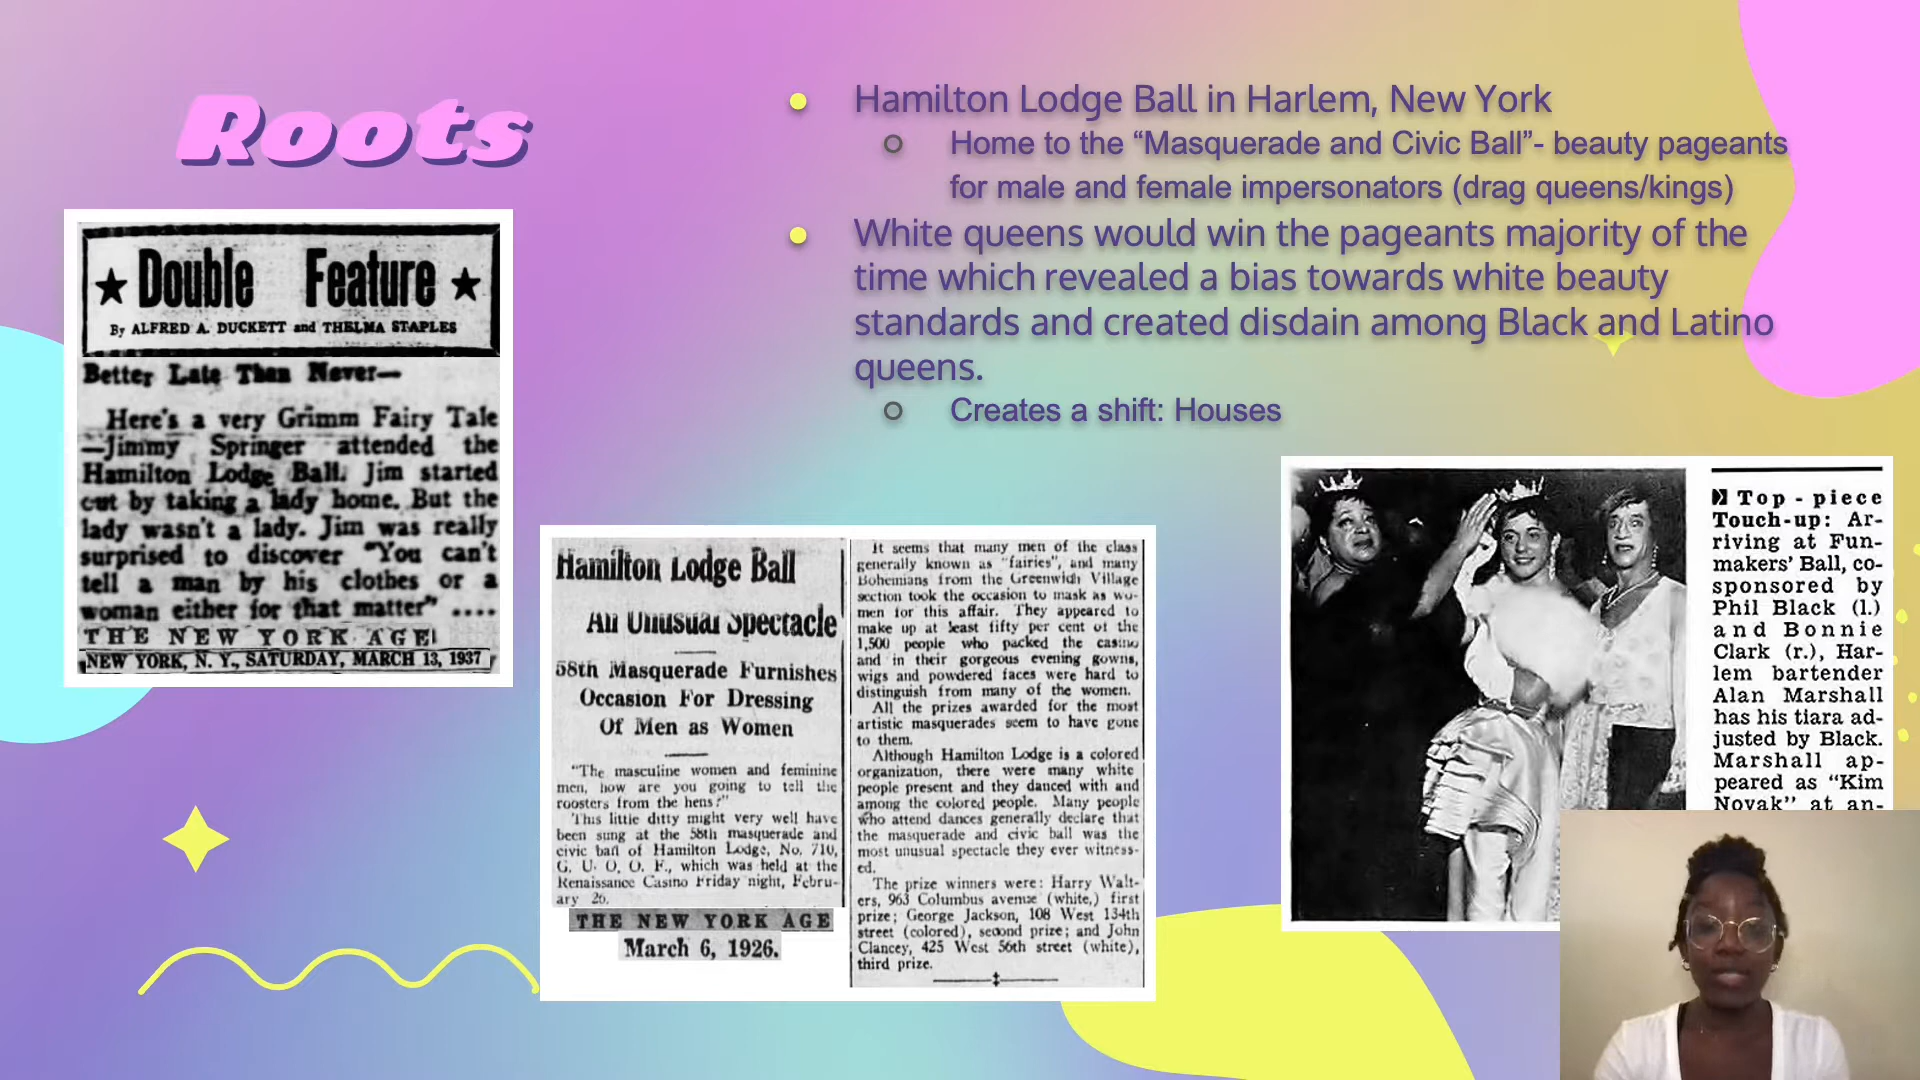 Roots
Hamilton Lodge Ball in Harlem, New York
Home to the “Masquerade and Civic Ball”- beauty pageants
for male and female impersonators (drag queens/kings)
White queens would win the pageants majority of the
time which revealed a bias towards white beauty
standards and created disdain among Black and Latino
queens.
Creates a shift: Houses
Double Feature
By ALFRED A. DUCKETT and THELMA STAPLES
Better Late Than Never—
Here's a very Grimm Fairy Tale
—Jimmy Springer attended the
Hamilton Lodge Ball. Jim started
out by taking a lady home. But the
lady wasn't a lady. Jim was really
surprised to discover "You can't
tell a man by his clothes or a
woman either for that matter" ....
THE NEW YORK AGE
NEW YORK, N. Y., SATURDAY, MARCH 13, 1937
Hamilton Lodge Ball
An Unusual Spectacle
58th Masquerade Furnishes
Occasion For Dressing
Of Men as Women
"The masculine women and feminine
men, how are you going to tell the
roosters from the hens?"
This little ditty might very well have
been sung at the 58th masquerade and
civic ball of Hamilton Lodge, No. 710,
G. U. O. O. F., which was held at the
Renaissance Casino Friday night, Febru-
ary 26.
THE NEW YORK AGE
March 6, 1926.
It seems that many men of the class
generally known as "fairies", and many
Bohemians from the Greenwich Village
section took the occasion to mask as wo-
men for this affair. They appeared to
make up at least fifty per cent of the
1,500 people who packed the casino
and in their gorgeous evening gowns,
wigs and powdered faces were hard to
distinguish from many of the women.
All the prizes awarded for the most
artistic masquerades seem to have gone
to them.
Although Hamilton Lodge is a colored
organization, there were many white
people present and they danced with and
among the colored people. Many people
who attend dances generally declare that
the masquerade and civic ball was the
most unusual spectacle they ever witness-
ed.
The prize winners were: Harry Walt-
ers, 963 Columbus avenue (white,) first
prize; George Jackson, 108 West 134th
street (colored), second prize; and John
Clancey, 425 West 56th street (white),
third prize.
Top-piece
Touch-up: Ar-
riving at Fun-
makers' Ball, co-
sponsored by
Phil Black (l.)
and Bonnie
Clark (r.), Har-
lem bartender
Alan Marshall
has his tiara ad-
justed by Black.
Marshall ap-
peared as "Kim
Novak" at an-